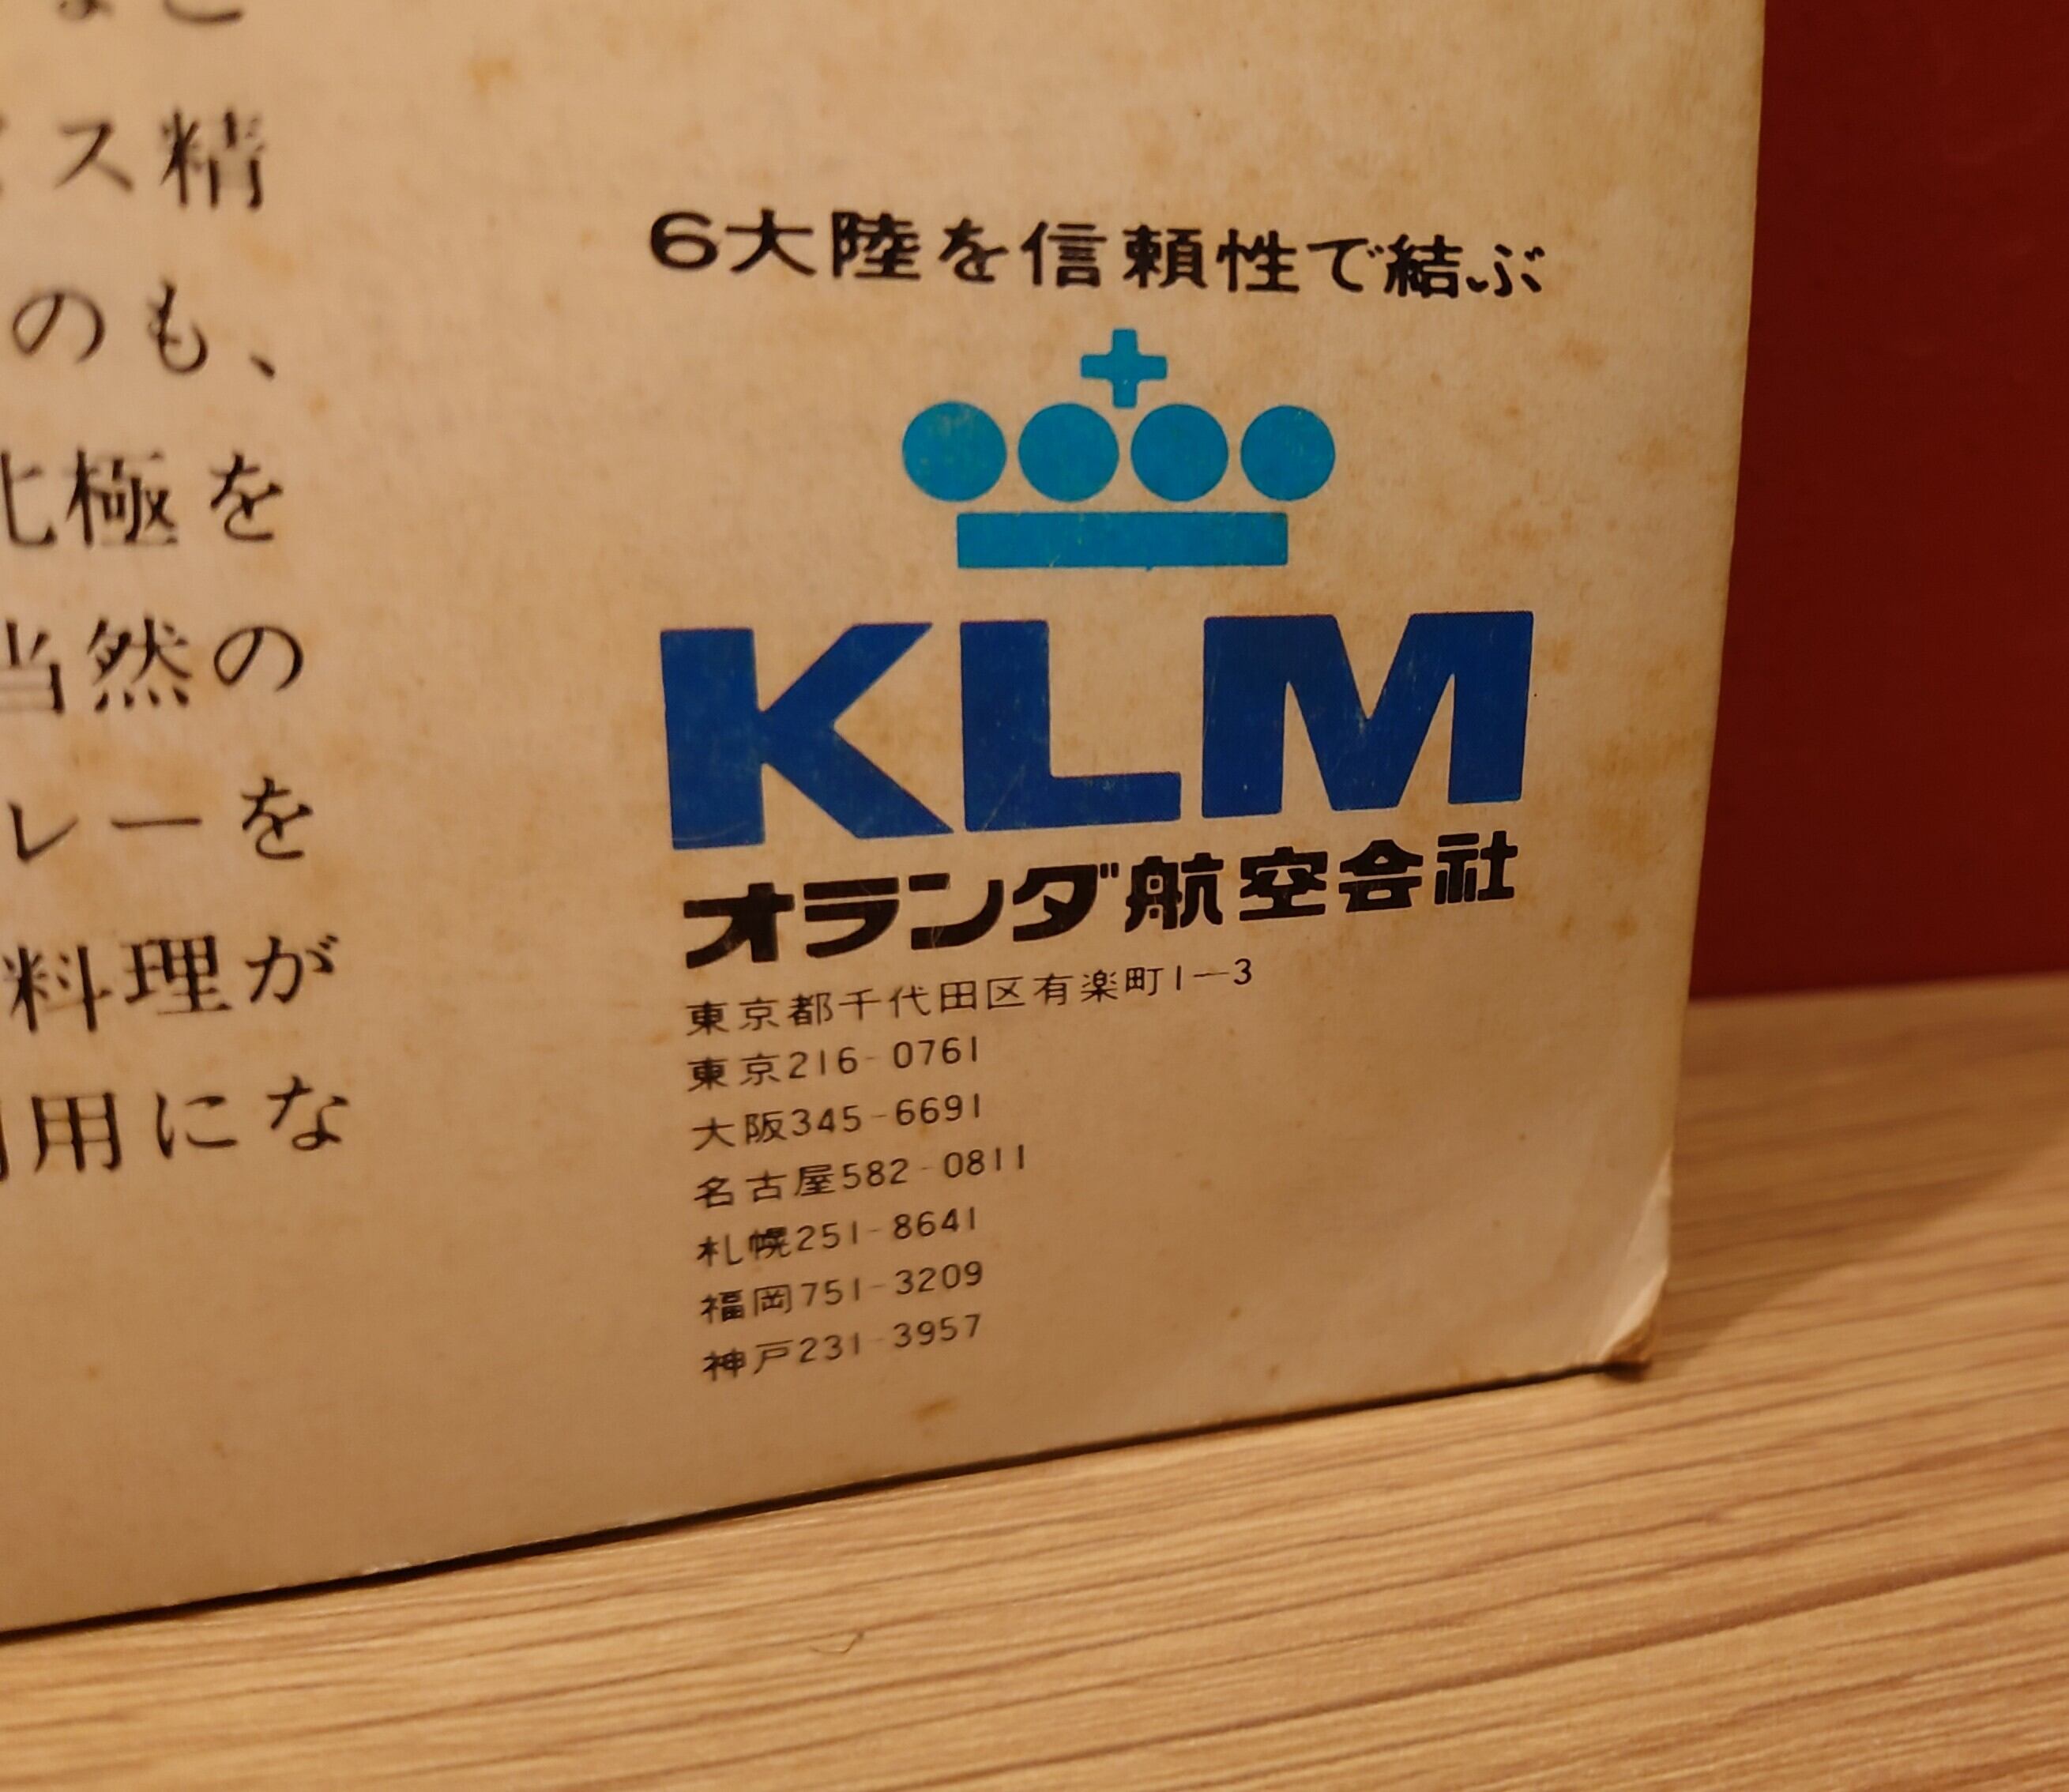 ス精
のも、
北極を
当然の
レーを
料理が
用にな
6大陸を信頼性で結ぶ
KLM
オランダ航空会社
東京都千代田区有楽町1-3
東京216-0761
大阪345-6691
名古屋582-0811
札幌251-8641
福岡751-3209
神戸231-3957